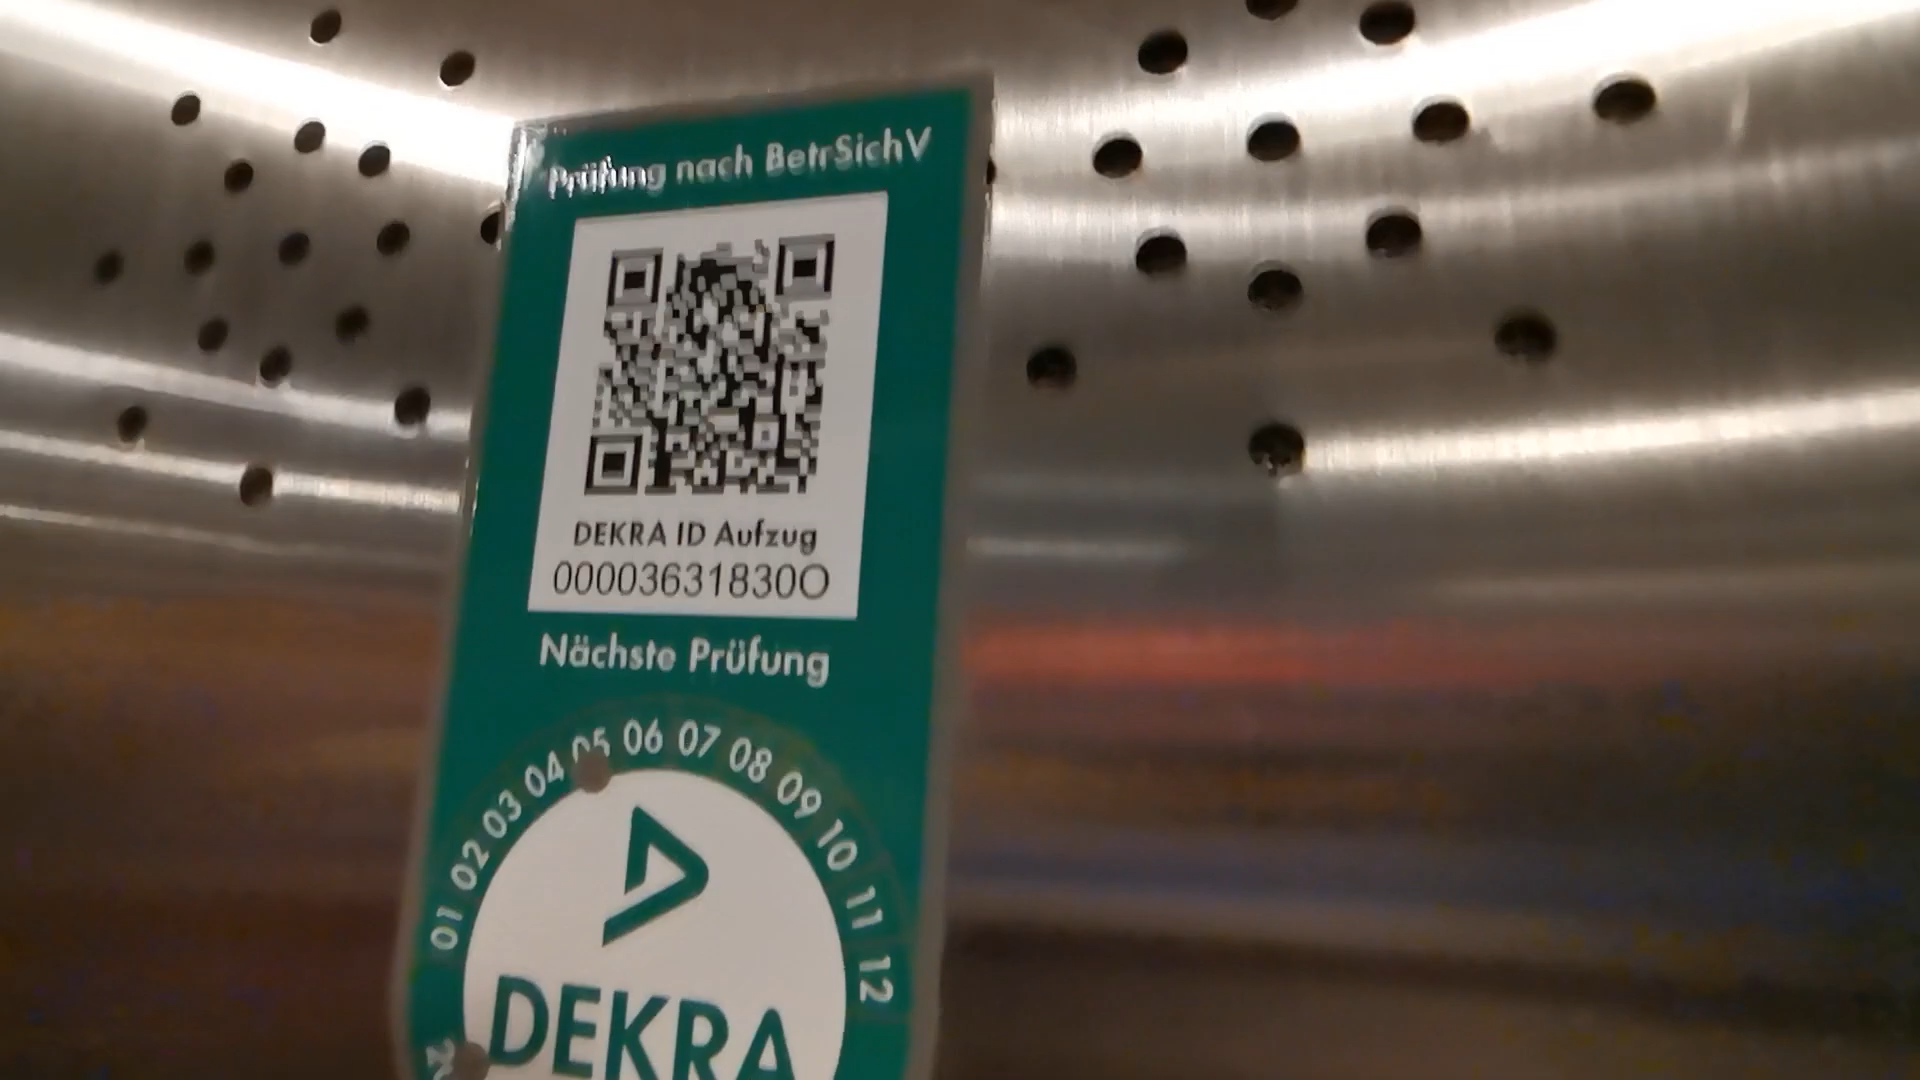 Prüfung nach BetrSichV
DEKRA ID Aufzug
00003631830O
Nächste Prüfung
01 02 03 04 05 06 07 08 09 10 11 12
DEKRA